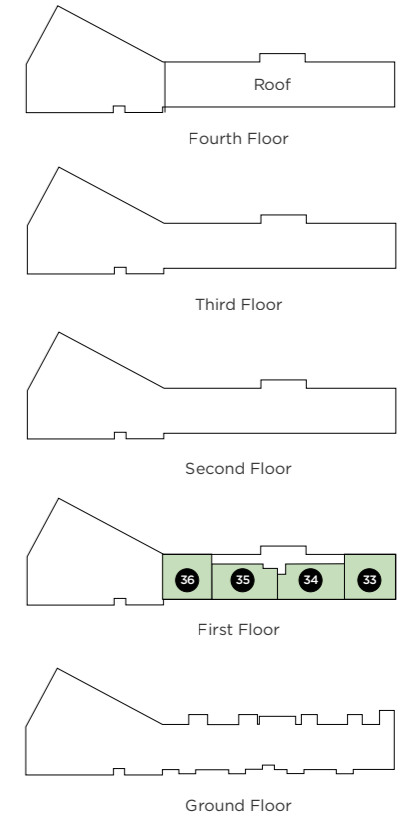 Roof
Fourth Floor
Third Floor
Second Floor
36 35 34 33
First Floor
Ground Floor